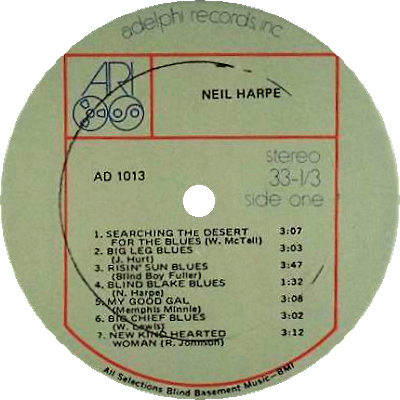 adelphi records, inc.
ARI
NEIL HARPE
AD 1013
stereo
33-1/3
side one
1. SEARCHING THE DESERT
FOR THE BLUES (W. McTell) 3:07
2. BIG LEG BLUES 3:03
(J. Hurt)
3. RISIN' SUN BLUES 3:47
(Blind Boy Fuller)
4. BLIND BLAKE BLUES 1:32
(N. Harpe)
5. MY GOOD GAL 3:08
(Memphis Minnie)
6. BIG CHIEF BLUES 3:02
(W. Lewis)
7. NEW KIND HEARTED 3:12
WOMAN (R. Johnson)
All Selections Blind Basement Music-BMI